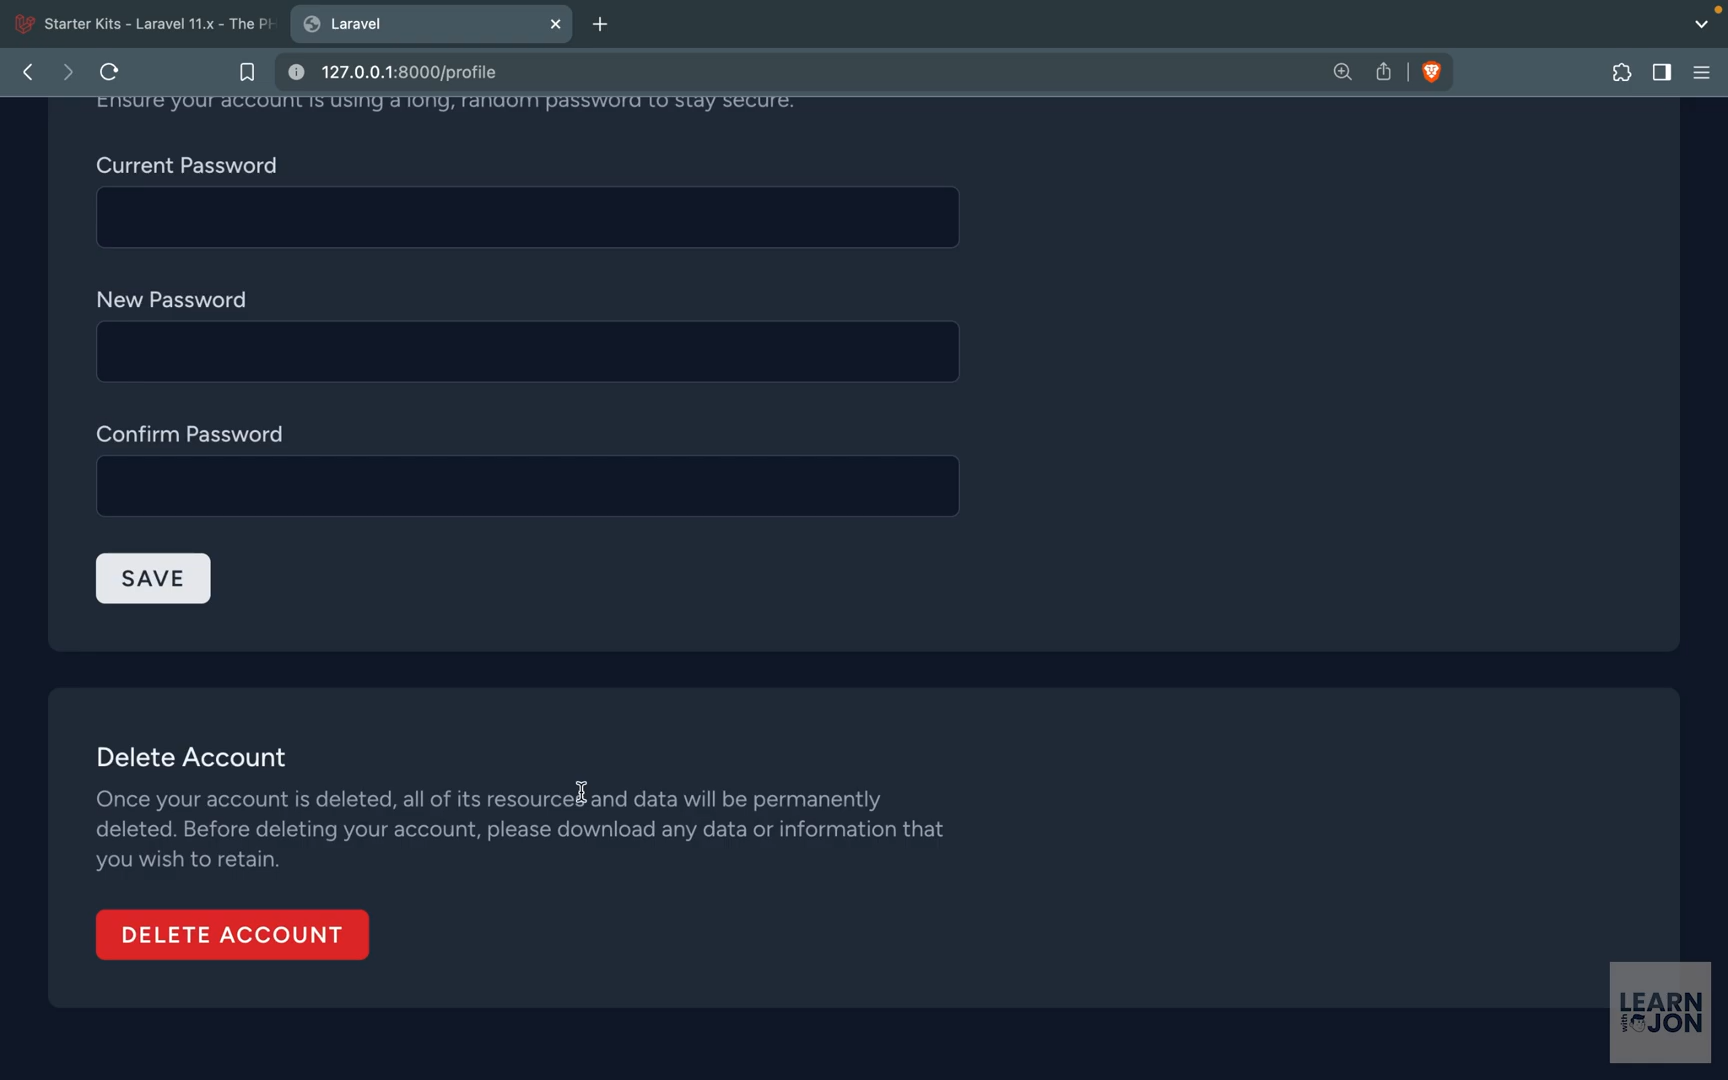 Starter Kits - Laravel 11.x - The PH
Laravel
127.0.0.1:8000/profile
Ensure your account is using a long, random password to stay secure.
Current Password
New Password
Confirm Password
SAVE
Delete Account
Once your account is deleted, all of its resources and data will be permanently
deleted. Before deleting your account, please download any data or information that
you wish to retain.
DELETE ACCOUNT
LEARN
with JON